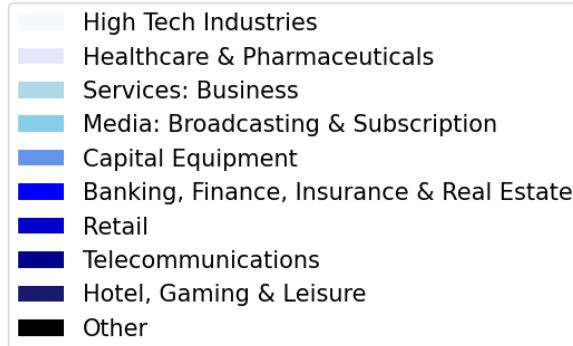 High Tech Industries
Healthcare & Pharmaceuticals
Services: Business
Media: Broadcasting & Subscription
Capital Equipment
Banking, Finance, Insurance & Real Estate
Retail
Telecommunications
Hotel, Gaming & Leisure
Other